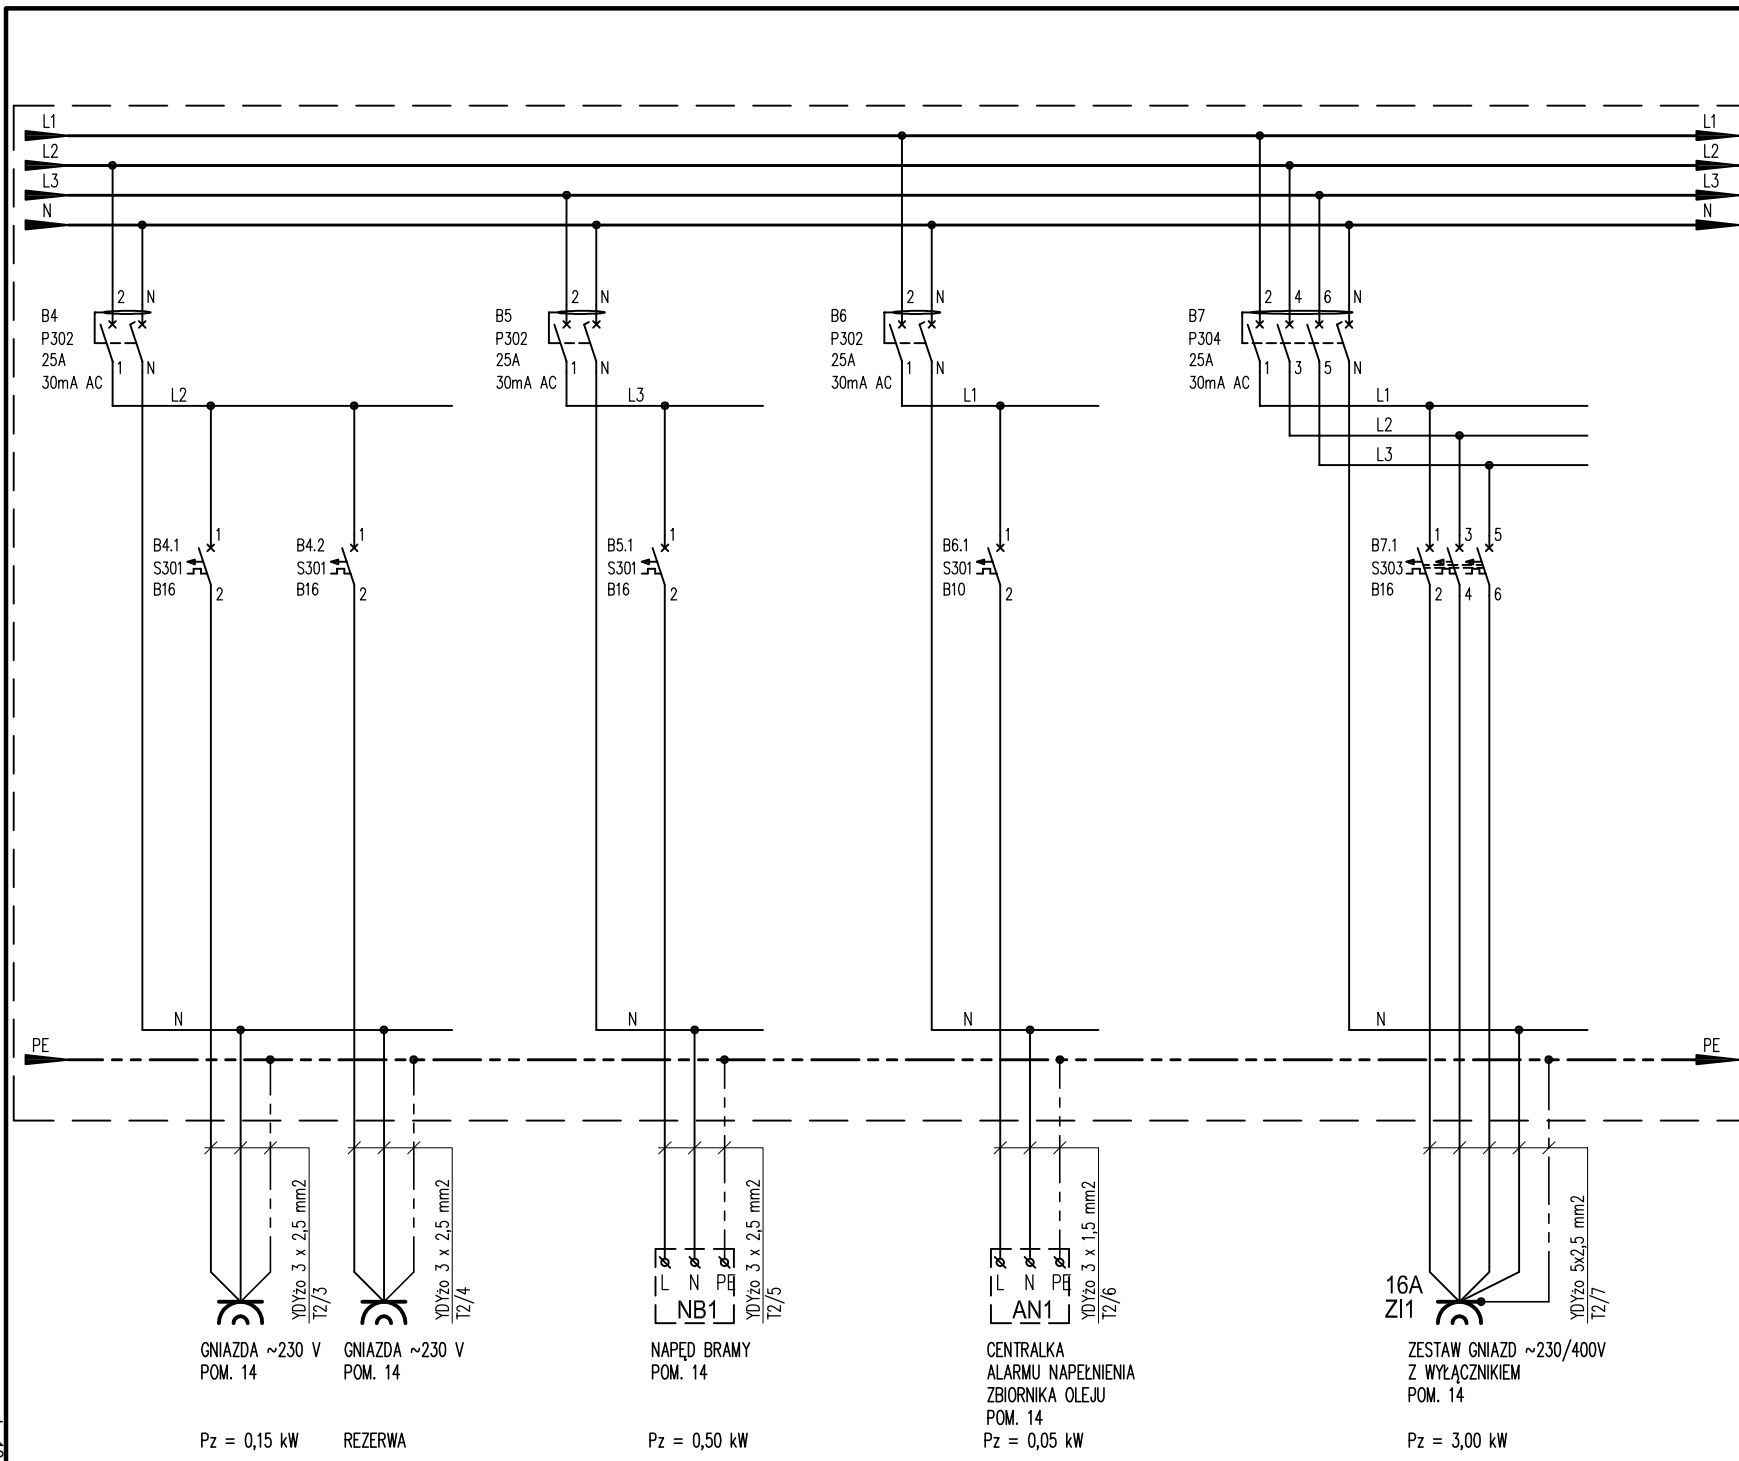 L1 L1
L2 L2
L3 L3
N N
2 N
B4
P302
25A
30mA AC
1 N
L2
2 N
B5
P302
25A
30mA AC
1 N
L3
2 N
B6
P302
25A
30mA AC
1 N
L1
2 4 6 N
B7
P304
25A
30mA AC
1 3 5 N
L1
L2
L3
1
B4.1
S301
B16
2
1
B4.2
S301
B16
2
1
B5.1
S301
B16
2
1
B6.1
S301
B10
2
1 3 5
B7.1
S303
B16
2 4 6
N N N N
PE PE
YDYżo 3 x 2,5 mm2
T2/3
YDYżo 3 x 2,5 mm2
T2/4
YDYżo 3 x 2,5 mm2
T2/5
YDYżo 3 x 1,5 mm2
T2/6
YDYżo 5x2,5 mm2
T2/7
L N PE
NB1
L N PE
AN1
16A
ZI1
GNIAZDA ~230 V
POM. 14
Pz = 0,15 kW
GNIAZDA ~230 V
POM. 14
REZERWA
NAPĘD BRAMY
POM. 14
Pz = 0,50 kW
CENTRALKA
ALARMU NAPEŁNIENIA
ZBIORNIKA OLEJU
POM. 14
Pz = 0,05 kW
ZESTAW GNIAZD ~230/400V
Z WYŁĄCZNIKIEM
POM. 14
Pz = 3,00 kW